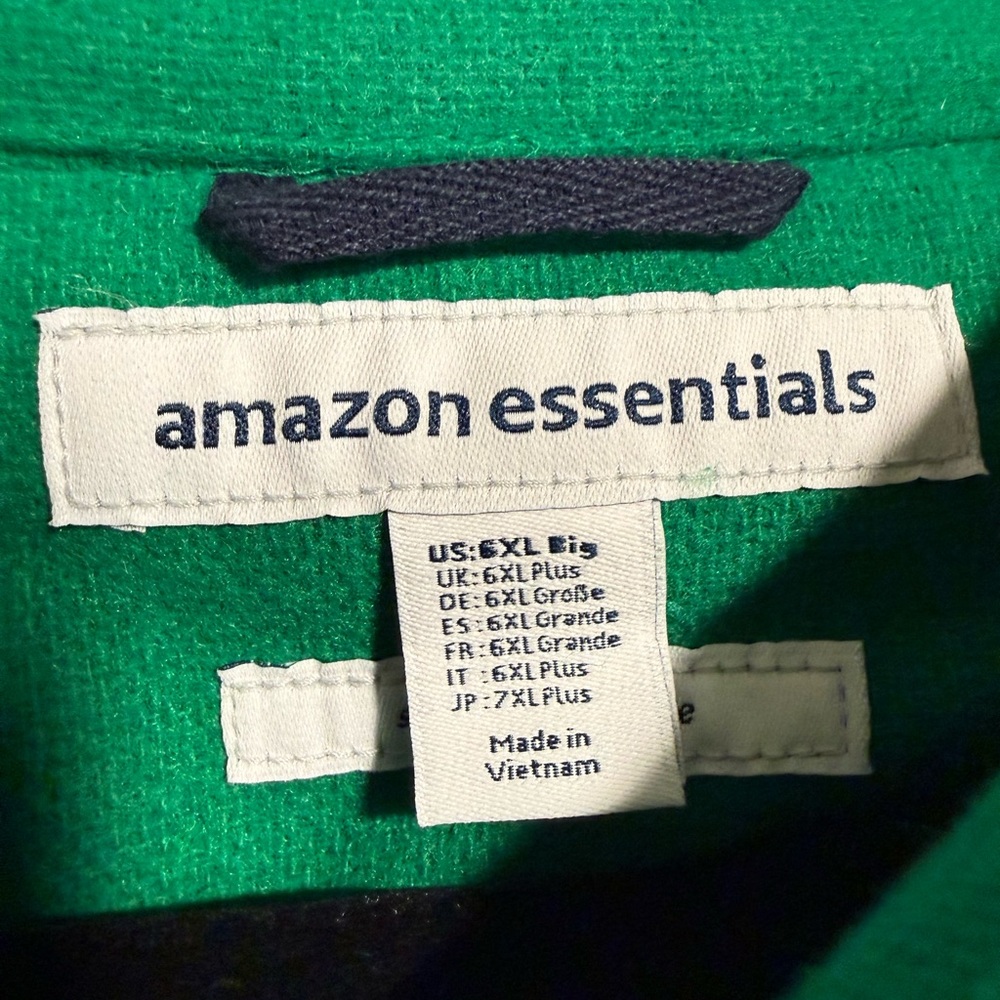 amazon essentials
US:6XL Big
UK:6XL Plus
DE:6XL Große
ES:6XL Grande
FR:6XL Grande
IT :6XL Plus
JP:7XL Plus
Made in
Vietnam